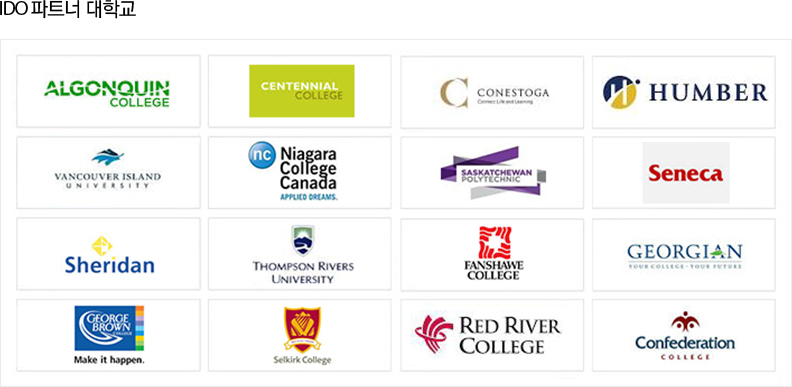 IDO 파트너 대학교
ALGONQUIN
COLLEGE
CENTENNIAL
COLLEGE
CONESTOGA
Connect Life and Learning
HUMBER
VANCOUVER ISLAND
UNIVERSITY
nc
Niagara
College
Canada
APPLIED DREAMS.
SASKATCHEWAN
POLYTECHNIC
Seneca
Sheridan
THOMPSON RIVERS
UNIVERSITY
FANSHAWE
COLLEGE
GEORGIAN
YOUR COLLEGE · YOUR FUTURE
GEORGE
BROWN
COLLEGE
Make it happen.
Selkirk College
RED RIVER
COLLEGE
Confederation
COLLEGE